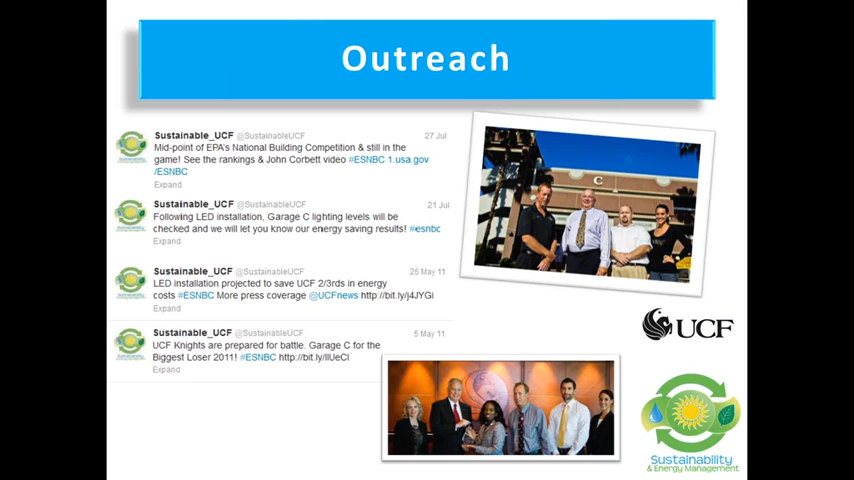 Outreach
Sustainable_UCF @SustainableUCF 27 Jul
Mid-point of EPA's National Building Competition & still in the
game! See the rankings & John Corbett video #ESNBC 1.usa.gov
/ESNBC
Expand
Sustainable_UCF @SustainableUCF 21 Jul
Following LED installation, Garage C lighting levels will be
checked and we will let you know our energy saving results! #esnbc
Expand
Sustainable_UCF @SustainableUCF 26 May 11
LED installation projected to save UCF 2/3rds in energy
costs #ESNBC More press coverage @UCFnews http://bit.ly/j4JYGi
Expand
Sustainable_UCF @SustainableUCF 5 May 11
UCF Knights are prepared for battle. Garage C for the
Biggest Loser 2011! #ESNBC
Expand
C
UCF
Sustainability
& Energy Management